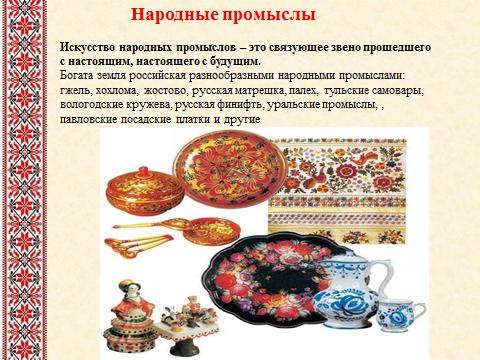 Народные промыслы
Искусство народных промыслов – это связующее звено прошедшего
с настоящим, настоящего с будущим.
Богата земля российская разнообразными народными промыслами:
гжель, хохлома, жостово, русская матрешка, палех, тульские самовары,
вологодские кружева, русская финифть, уральские промыслы, ,
павловские посадские платки и другие